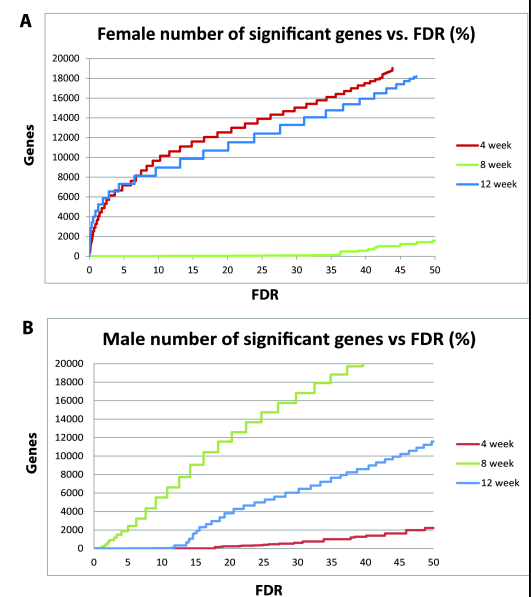 A
Female number of significant genes vs. FDR (%)
Genes
20000
18000
16000
14000
12000
10000
8000
6000
4000
2000
0
0 5 10 15 20 25 30 35 40 45 50
FDR
4 week
8 week
12 week
B
Male number of significant genes vs FDR (%)
Genes
20000
18000
16000
14000
12000
10000
8000
6000
4000
2000
0
0 5 10 15 20 25 30 35 40 45 50
FDR
4 week
8 week
12 week